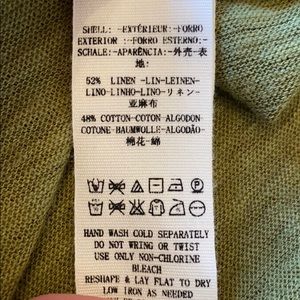 SHELL: -EXTÉRIEUR:-FORRO
EXTERIOR :-FORRO ESTERNO:-
SCHALE:-APARÊNCIA:-外壳-表
地:
52% LINEN -LIN-LEINEN-
LINO-LINHO-LINO-リネン-
亚麻布
48% COTTON-COTON-ALGODON-
COTONE-BAUMWOLLE-ALGODÃO-
棉花-綿
HAND WASH COLD SEPARATELY
DO NOT WRING OR TWIST
USE ONLY NON-CHLORINE
BLEACH
RESHAPE & LAY FLAT TO DRY
LOW IRON AS NEEDED